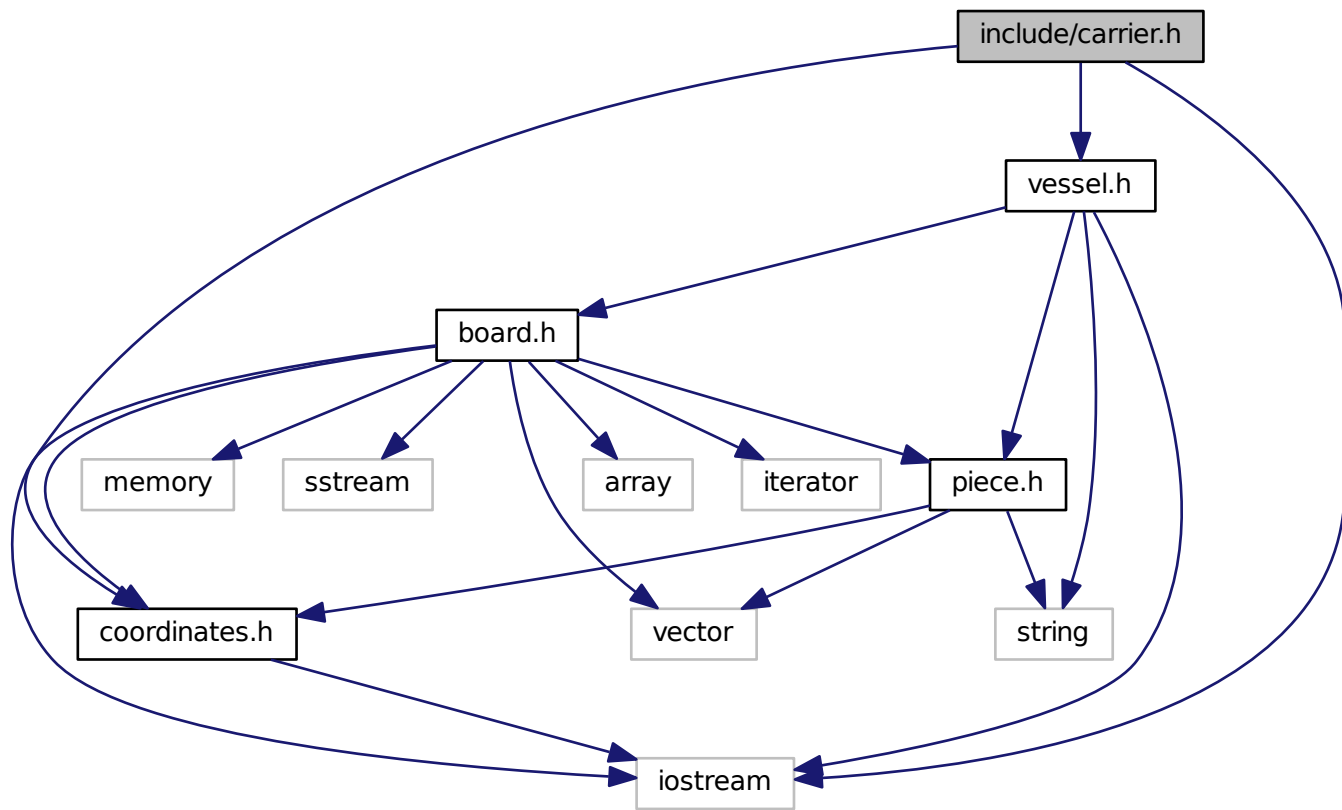 include/carrier.h
vessel.h
board.h
memory
sstream
array
iterator
piece.h
coordinates.h
vector
string
iostream